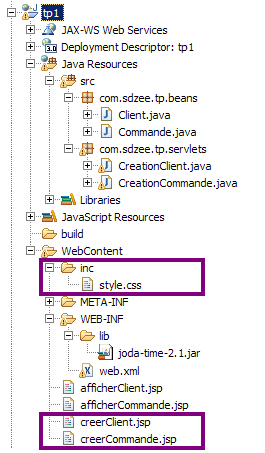 tp1
JAX-WS Web Services
Deployment Descriptor: tp1
Java Resources
src
com.sdzee.tp.beans
Client.java
Commande.java
com.sdzee.tp.servlets
CreationClient.java
CreationCommande.java
Libraries
JavaScript Resources
build
WebContent
inc
style.css
META-INF
WEB-INF
lib
joda-time-2.1.jar
web.xml
afficherClient.jsp
afficherCommande.jsp
creerClient.jsp
creerCommande.jsp